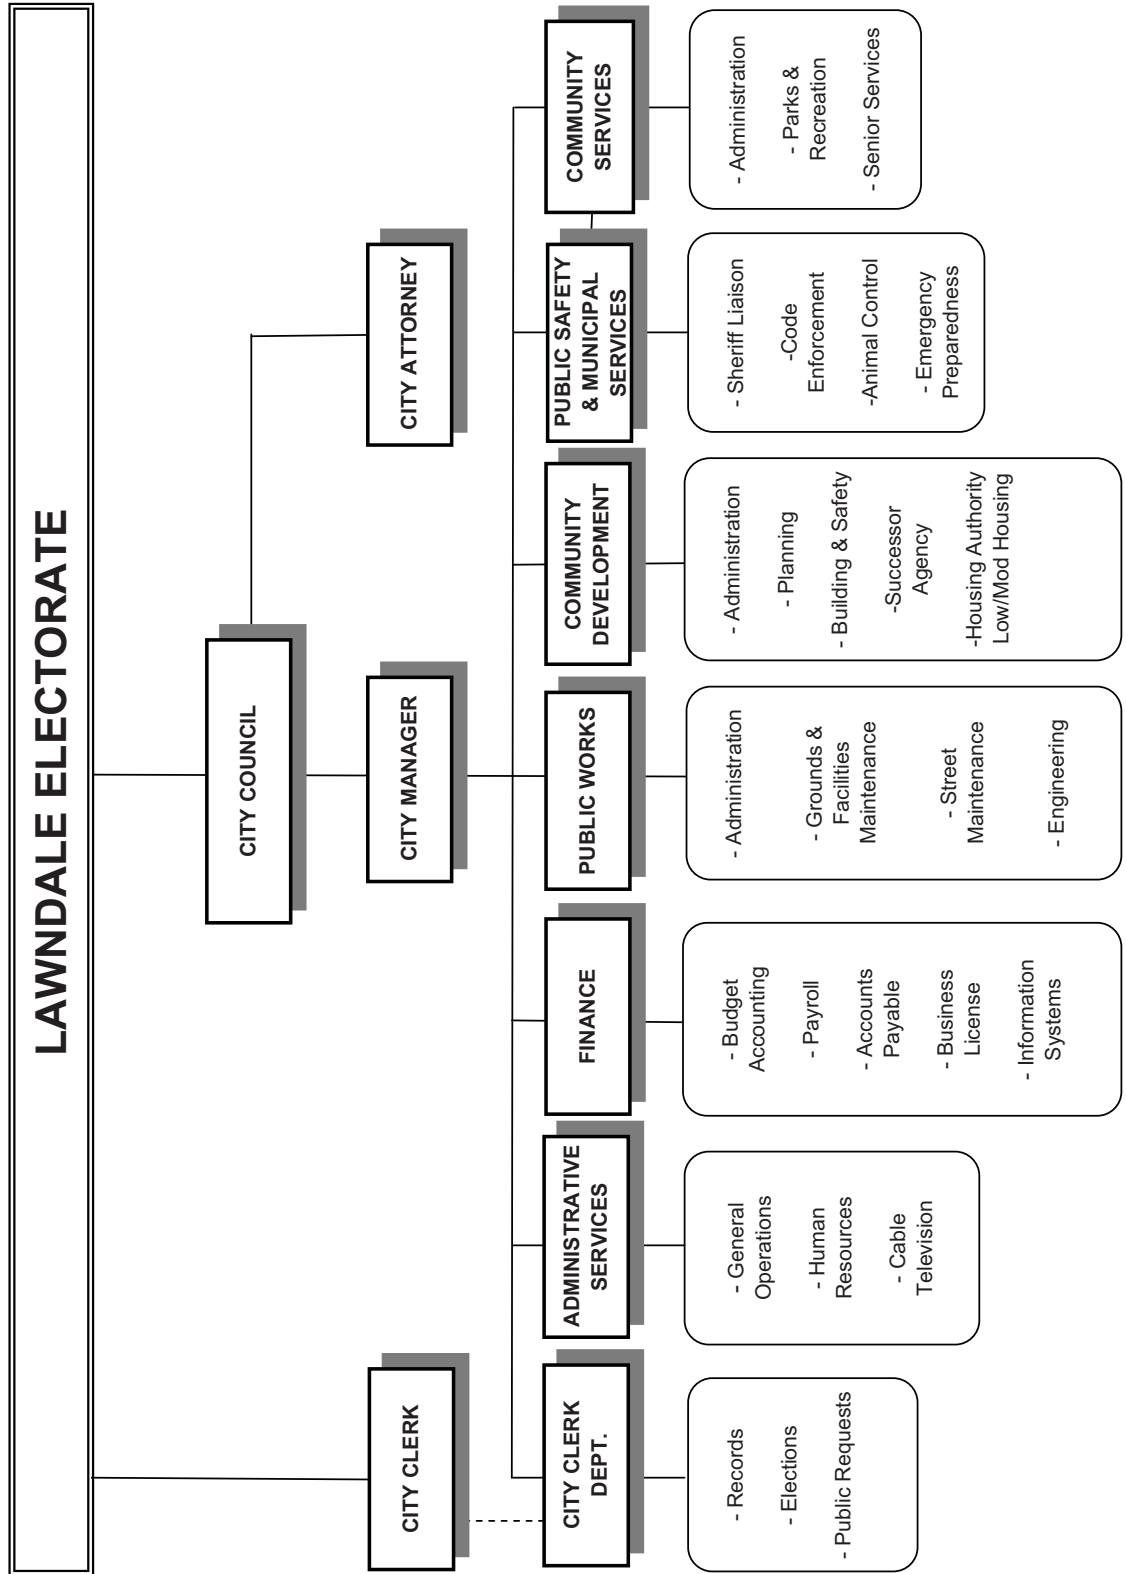 LAWNDALE ELECTORATE
CITY COUNCIL
CITY CLERK
CITY MANAGER
CITY ATTORNEY
CITY CLERK
DEPT.
- Records
- Elections
- Public Requests
ADMINISTRATIVE
SERVICES
- General
Operations
- Human
Resources
- Cable
Television
FINANCE
- Budget
Accounting
- Payroll
- Accounts
Payable
- Business
License
- Information
Systems
PUBLIC WORKS
- Administration
- Grounds &
Facilities
Maintenance
- Street
Maintenance
- Engineering
COMMUNITY
DEVELOPMENT
- Administration
- Planning
- Building & Safety
-Successor
Agency
-Housing Authority
Low/Mod Housing
PUBLIC SAFETY
& MUNICIPAL
SERVICES
- Sheriff Liaison
-Code
Enforcement
-Animal Control
- Emergency
Preparedness
COMMUNITY
SERVICES
- Administration
- Parks &
Recreation
- Senior Services